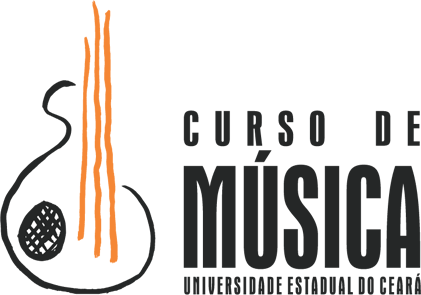 CURSO DE
MÚSICA
UNIVERSIDADE ESTADUAL DO CEARÁ